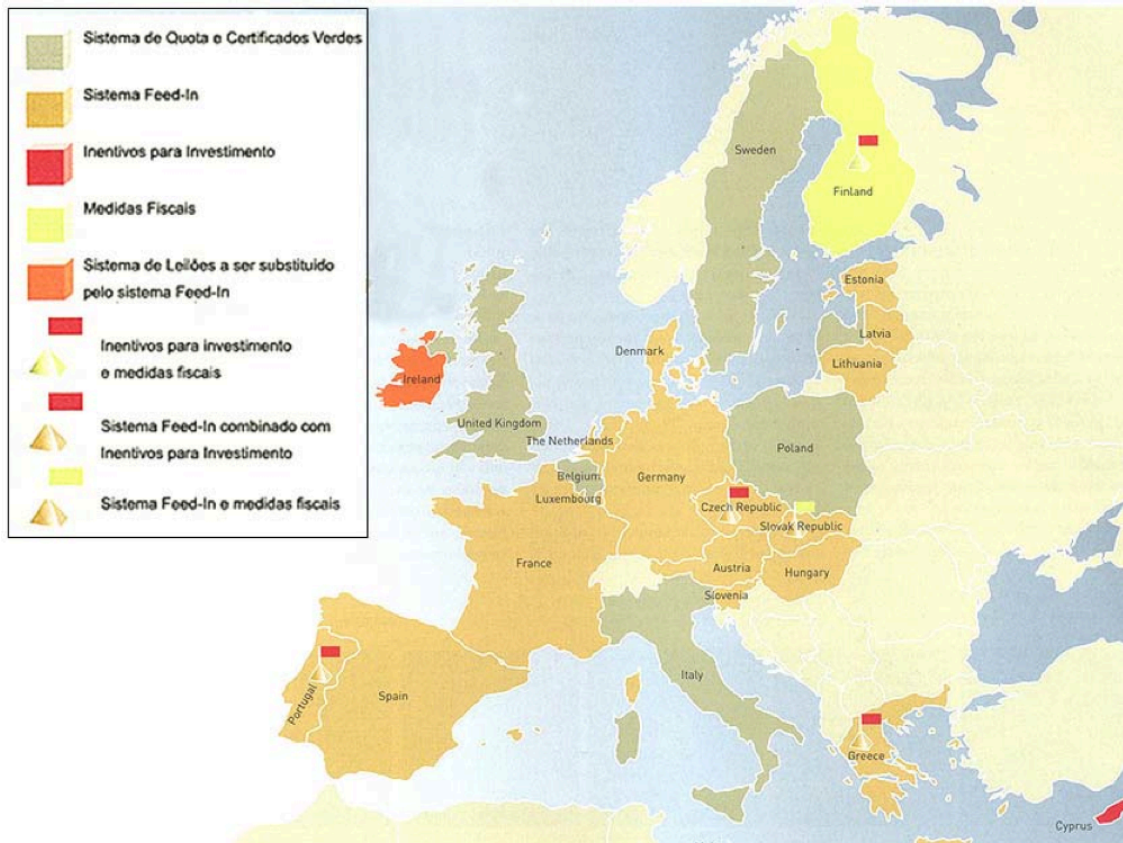 Sistema de Quota e Certificados Verdes
Sistema Feed-In
Inentivos para Investimento
Medidas Fiscais
Sistema de Leilões a ser substituído
pelo sistema Feed-In
Inentivos para investimento
e medidas fiscais
Sistema Feed-In combinado com
Inentivos para Investimento
Sistema Feed-In e medidas fiscais
Sweden
Finland
Estonia
Latvia
Lithuania
Denmark
Ireland
United Kingdom
The Netherlands
Poland
Belgium
Germany
Luxembourg
Czech Republic
Slovak Republic
France
Austria
Hungary
Slovenia
Italy
Portugal
Spain
Greece
Cyprus